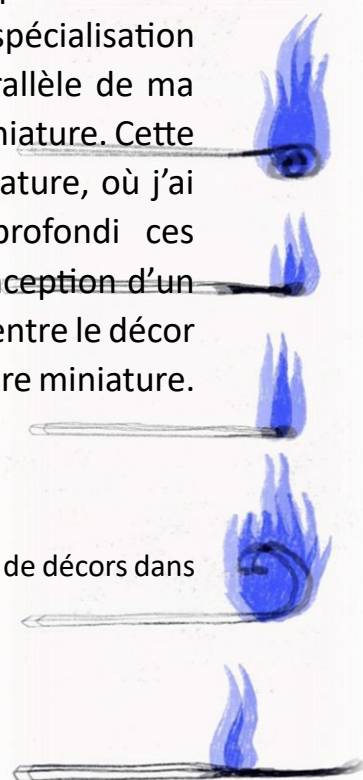 spécialisation
allèle de ma
niature. Cette
ature, où j'ai
profondi ces
nception d'un
entre le décor
re miniature.
de décors dans